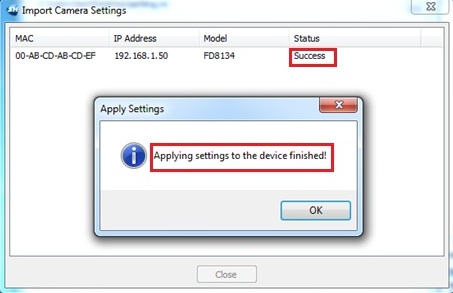 Import Camera Settings
MAC IP Address Model Status
00-AB-CD-AB-CD-EF 192.168.1.50 FD8134 Success
Apply Settings
Applying settings to the device finished!
OK
Close